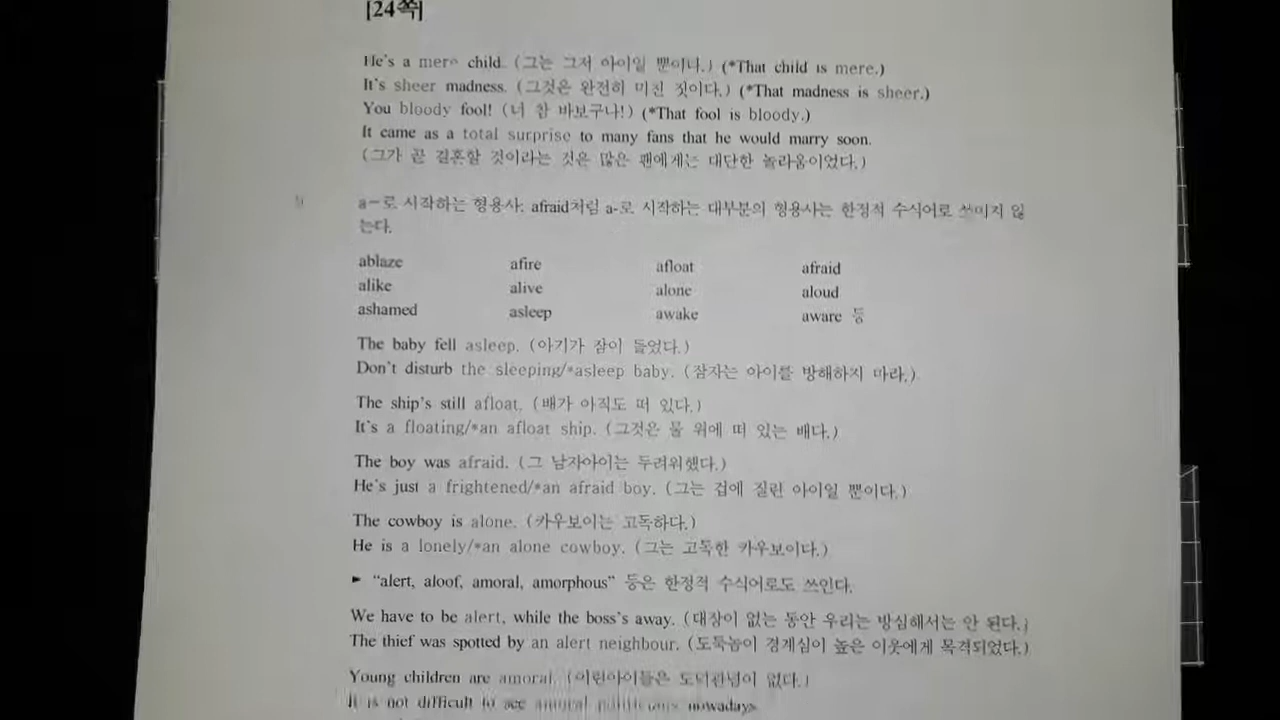 [24쪽]
He's a mere child. (그는 그저 아이일 뿐이다.) (*That child is mere.)
It's sheer madness. (그것은 완전히 미친 짓이다.) (*That madness is sheer.)
You bloody fool! (너 참 바보구나!) (*That fool is bloody.)
It came as a total surprise to many fans that he would marry soon.
(그가 곧 결혼할 것이라는 것은 많은 팬에게는 대단한 놀라움이었다.)
a-로 시작하는 형용사: afraid처럼 a-로 시작하는 대부분의 형용사는 한정적 수식어로 쓰이지 않
는다.
ablaze afire afloat afraid
alike alive alone aloud
ashamed asleep awake aware 등
The baby fell asleep. (아기가 잠이 들었다.)
Don't disturb the sleeping/*asleep baby. (잠자는 아이를 방해하지 마라.)
The ship's still afloat. (배가 아직도 떠 있다.)
It's a floating/*an afloat ship. (그것은 물 위에 떠 있는 배다.)
The boy was afraid. (그 남자아이는 두려워했다.)
He's just a frightened/*an afraid boy. (그는 겁에 질린 아이일 뿐이다.)
The cowboy is alone. (카우보이는 고독하다.)
He is a lonely/*an alone cowboy. (그는 고독한 카우보이다.)
► “alert, aloof, amoral, amorphous” 등은 한정적 수식어로도 쓰인다.
We have to be alert, while the boss's away. (대장이 없는 동안 우리는 방심해서는 안 된다.)
The thief was spotted by an alert neighbour. (도둑놈이 경계심이 높은 이웃에게 목격되었다.)
Young children are amoral. (어린아이들은 도덕관념이 없다.)
It is not difficult to see amoral politicians nowadays.